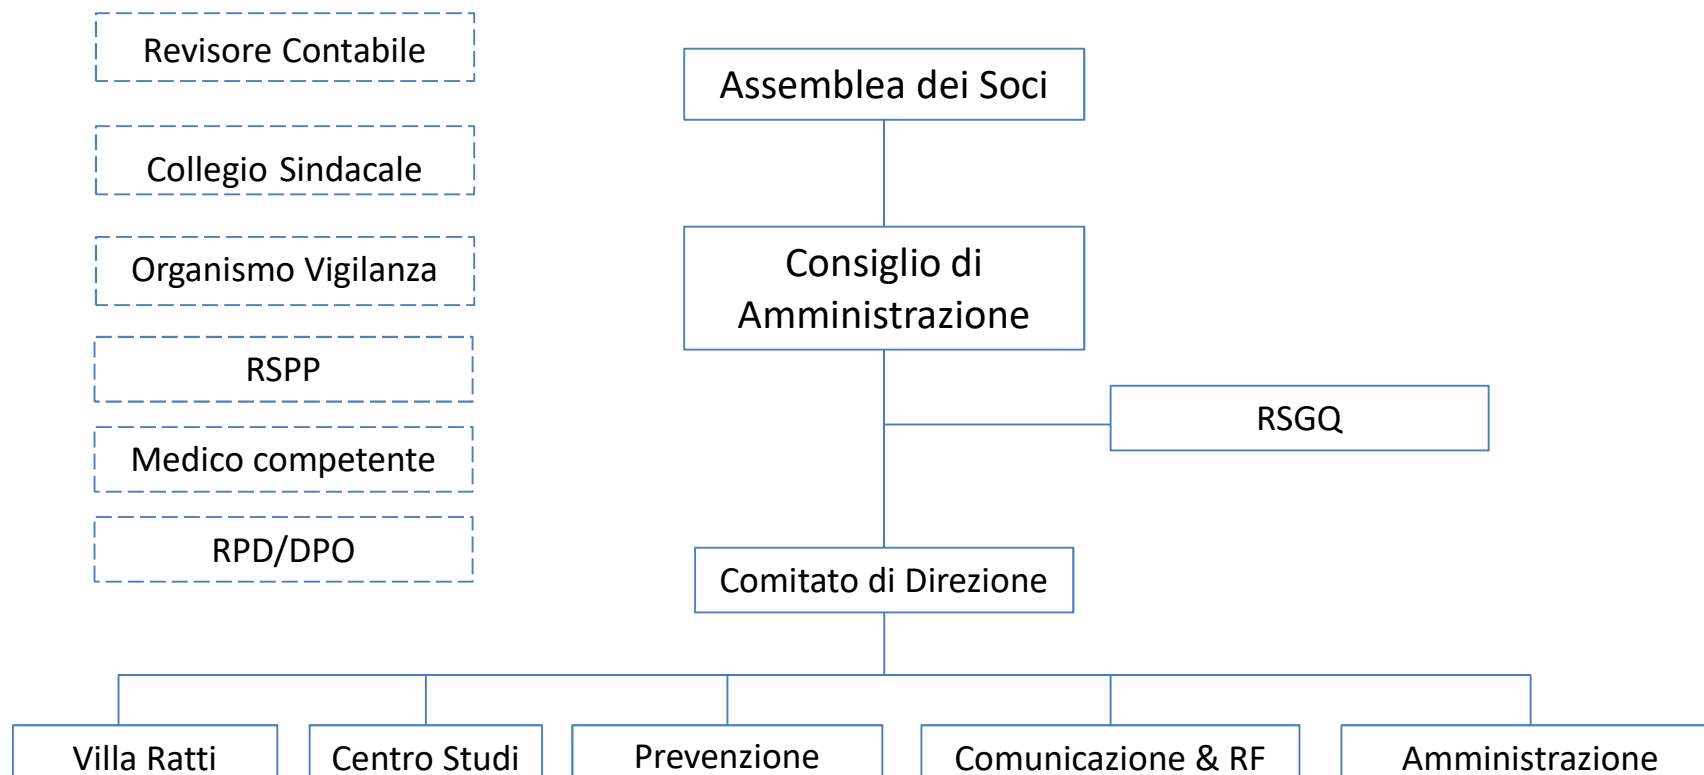 Revisore Contabile
Collegio Sindacale
Organismo Vigilanza
RSPP
Medico competente
RPD/DPO
Assemblea dei Soci
Consiglio di
Amministrazione
RSGQ
Comitato di Direzione
Villa Ratti
Centro Studi
Prevenzione
Comunicazione & RF
Amministrazione